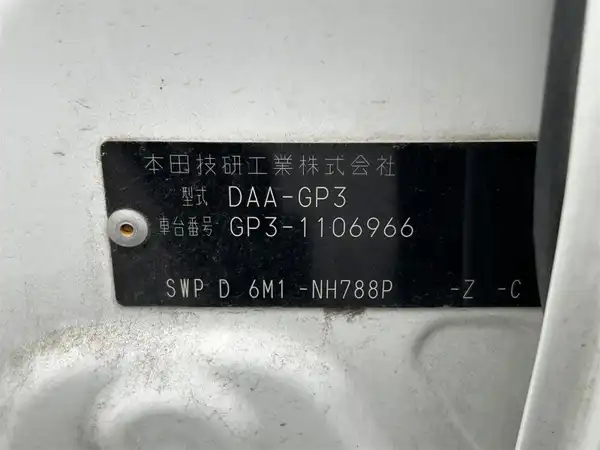 本田技研工業株式会社
型式 DAA-GP3
車台番号 GP3-1106966
SWP D 6M1 -NH788P -Z -C